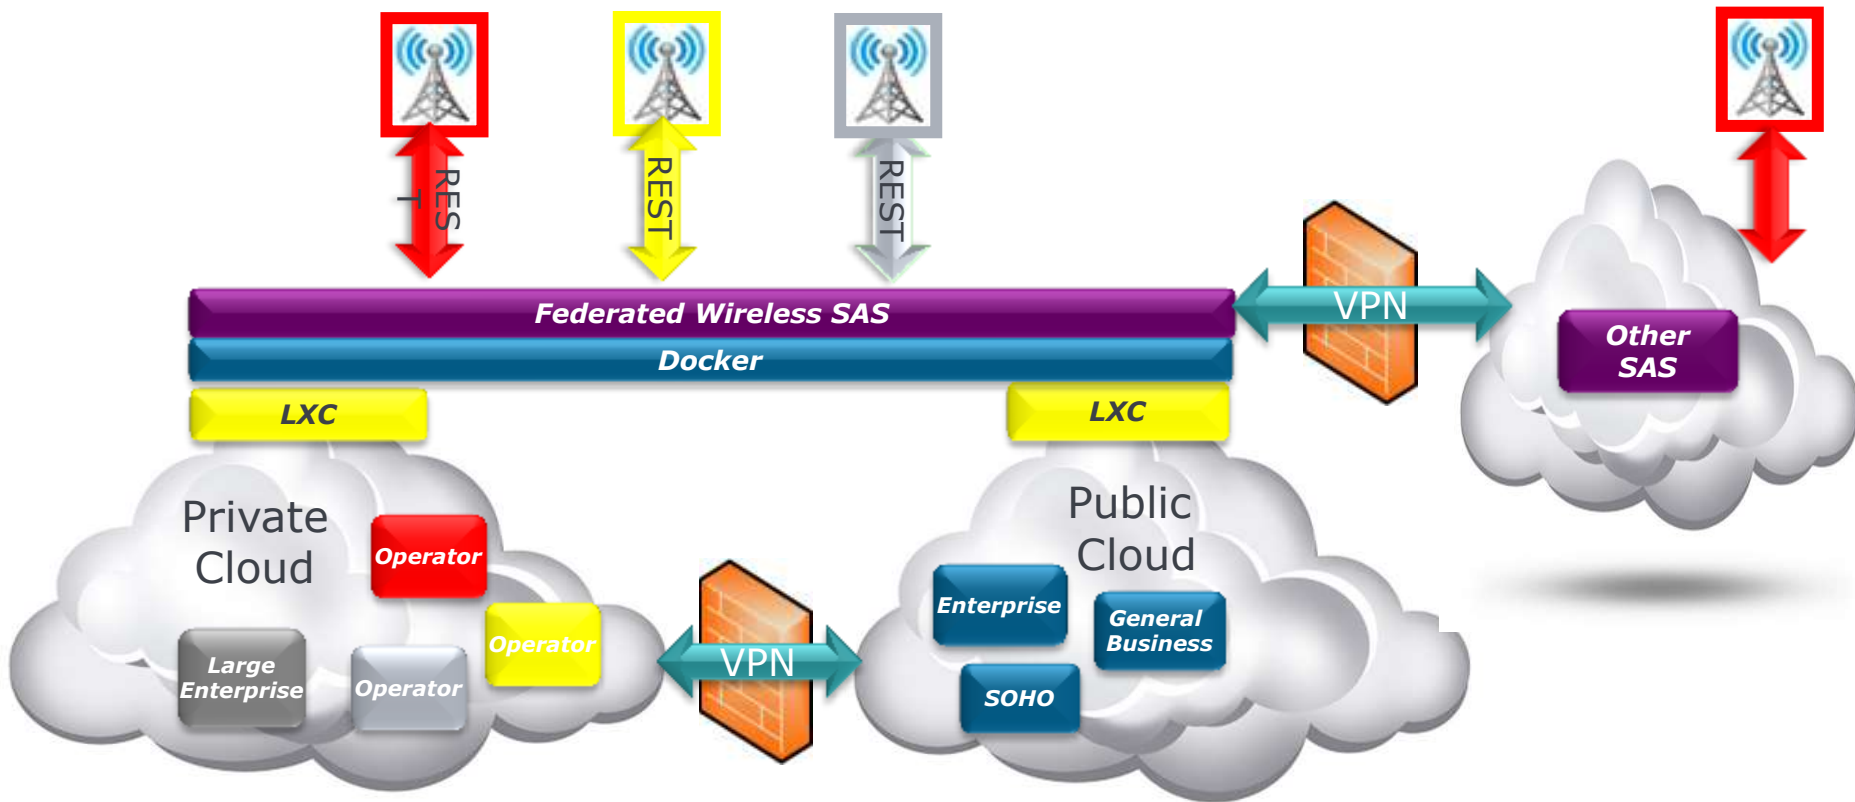 RES
T
REST
REST
Federated Wireless SAS
VPN
Other
SAS
Docker
LXC
LXC
Private
Cloud
Public
Cloud
Operator
Enterprise
General
Business
Operator
VPN
Large
Enterprise
Operator
SOHO